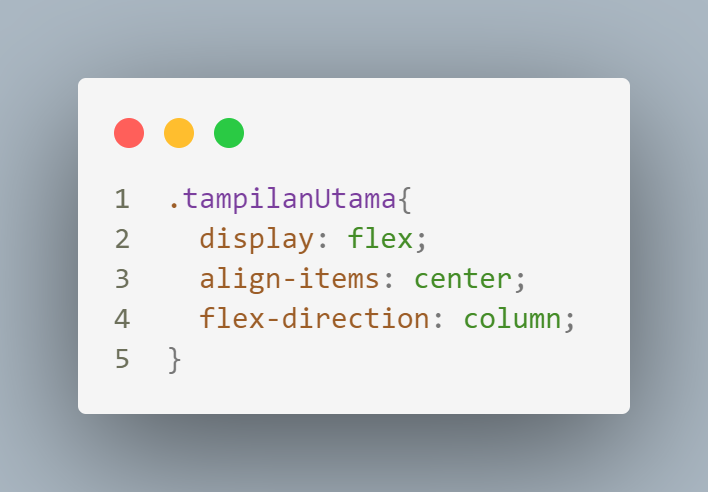 1 .tampilanUtama{
2 display: flex;
3 align-items: center;
4 flex-direction: column;
5 }